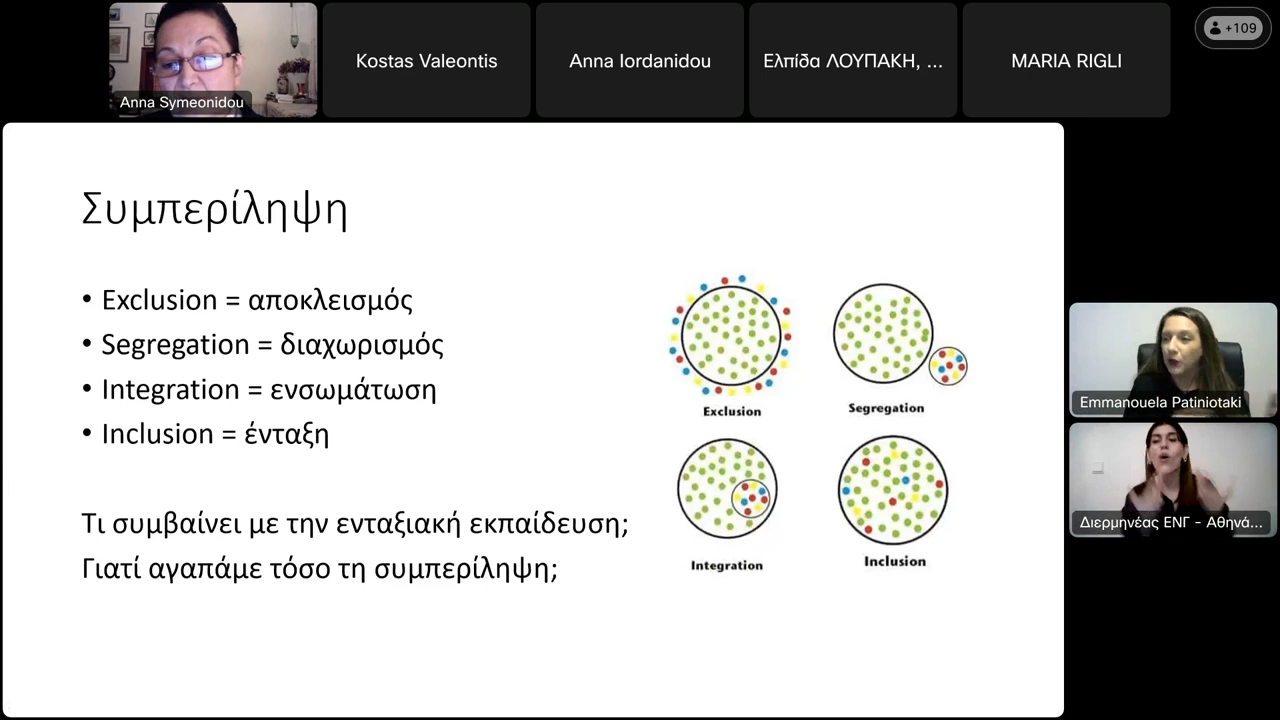 Anna Symeonidou
Kostas Valeontis
Anna Iordanidou
Ελπίδα ΛΟΥΠΑΚΗ, ...
MARIA RIGLI
+109
Συμπερίληψη
• Exclusion = αποκλεισμός
• Segregation = διαχωρισμός
• Integration = ενσωμάτωση
• Inclusion = ένταξη
Τι συμβαίνει με την ενταξιακή εκπαίδευση;
Γιατί αγαπάμε τόσο τη συμπερίληψη;
Exclusion
Segregation
Integration
Inclusion
Emmanouela Patiniotaki
Διερμηνέας ΕΝΓ - Αθηνά...